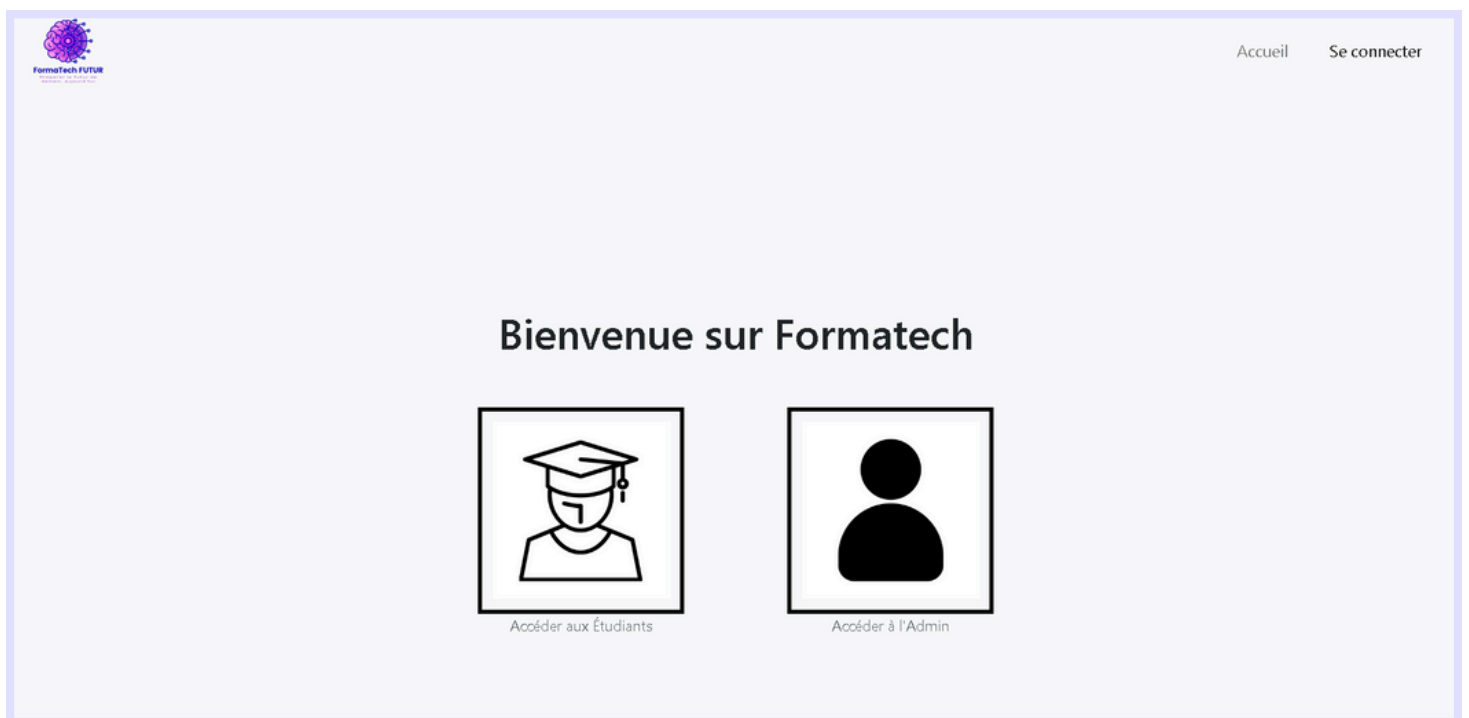 FormaTech FUTUR
Accueil
Se connecter
Bienvenue sur Formatech
Accéder aux Étudiants
Accéder à l'Admin